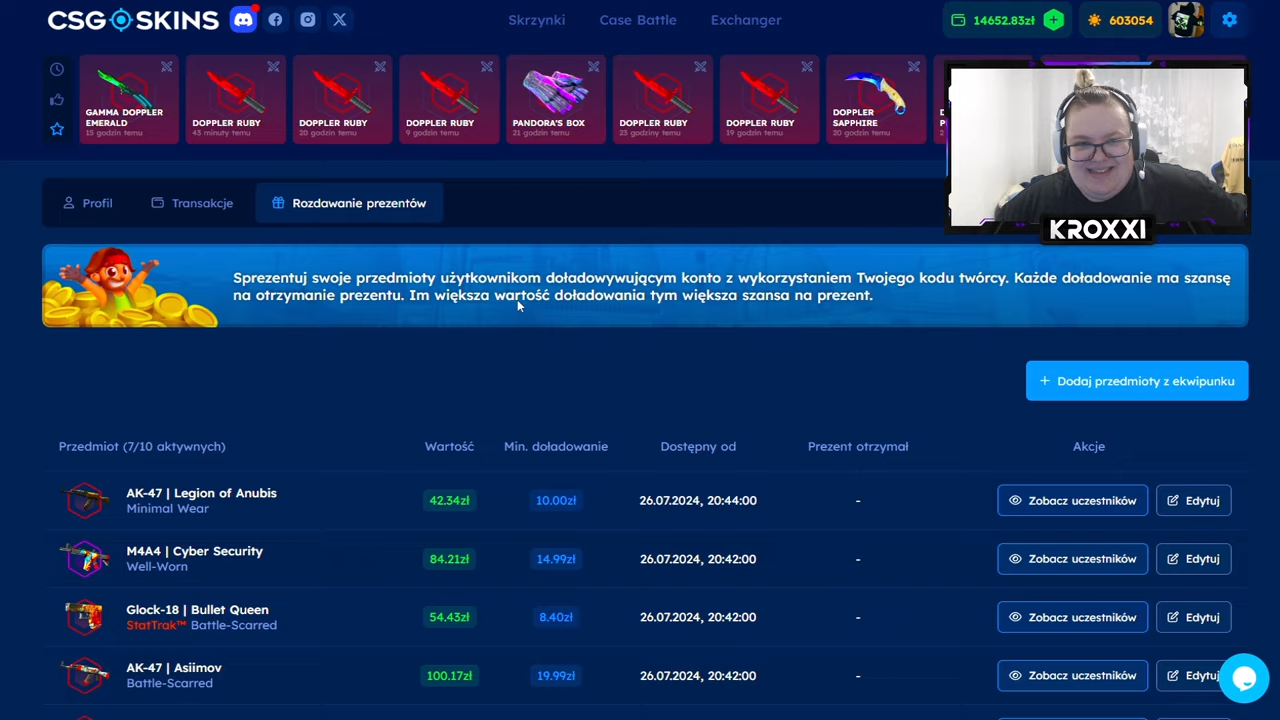 CSG SKINS
Skrzynki
Case Battle
Exchanger
14652.83zł
603054
GAMMA DOPPLER
EMERALD
15 godzin temu
DOPPLER RUBY
43 minuty temu
DOPPLER RUBY
20 godzin temu
DOPPLER RUBY
9 godzin temu
PANDORA'S BOX
21 godzin temu
DOPPLER RUBY
23 godziny temu
DOPPLER RUBY
19 godzin temu
DOPPLER
SAPPHIRE
20 godzin temu
KROXXI
Profil
Transakcje
Rozdawanie prezentów
Sprezentuj swoje przedmioty użytkownikom doładowywującym konto z wykorzystaniem Twojego kodu twórcy. Każde doładowanie ma szansę
na otrzymanie prezentu. Im większa wartość doładowania tym większa szansa na prezent.
+ Dodaj przedmioty z ekwipunku
Przedmiot (7/10 aktywnych)
Wartość
Min. doładowanie
Dostępny od
Prezent otrzymał
Akcje
AK-47 | Legion of Anubis
Minimal Wear
42.34zł
10.00zł
26.07.2024, 20:44:00
-
Zobacz uczestników
Edytuj
M4A4 | Cyber Security
Well-Worn
84.21zł
14.99zł
26.07.2024, 20:42:00
-
Zobacz uczestników
Edytuj
Glock-18 | Bullet Queen
StatTrak™ Battle-Scarred
54.43zł
8.40zł
26.07.2024, 20:42:00
-
Zobacz uczestników
Edytuj
AK-47 | Asiimov
Battle-Scarred
100.17zł
19.99zł
26.07.2024, 20:42:00
-
Zobacz uczestników
Edytuj